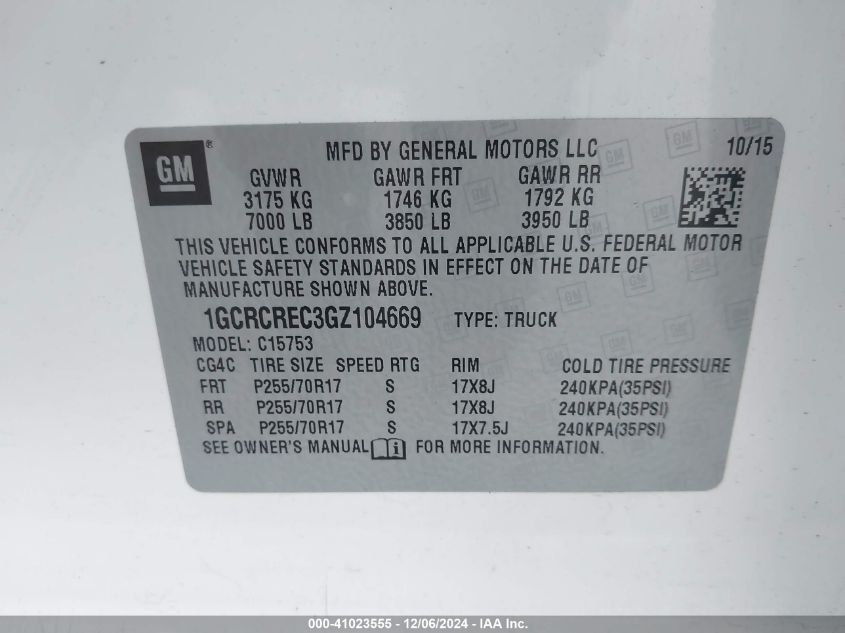 GM ®
MFD BY GENERAL MOTORS LLC 10/15
GVWR GAWR FRT GAWR RR
3175 KG 1746 KG 1792 KG
7000 LB 3850 LB 3950 LB
THIS VEHICLE CONFORMS TO ALL APPLICABLE U.S. FEDERAL MOTOR
VEHICLE SAFETY STANDARDS IN EFFECT ON THE DATE OF
MANUFACTURE SHOWN ABOVE.
1GCRCREC3GZ104669 TYPE: TRUCK
MODEL: C15753
CG4C TIRE SIZE SPEED RTG RIM COLD TIRE PRESSURE
FRT P255/70R17 S 17X8J 240KPA(35PSI)
RR P255/70R17 S 17X8J 240KPA(35PSI)
SPA P255/70R17 S 17X7.5J 240KPA(35PSI)
SEE OWNER'S MANUAL i FOR MORE INFORMATION.
000-41023555 - 12/06/2024 - IAA Inc.